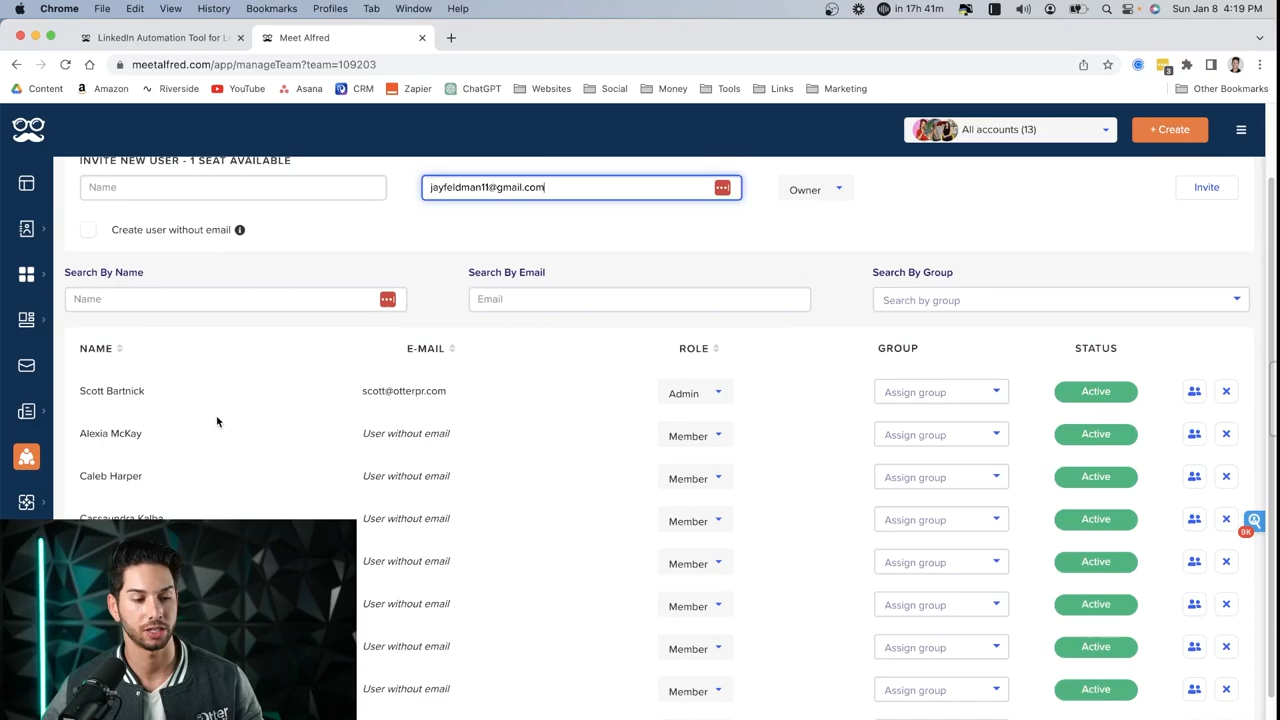 Chrome File Edit View History Bookmarks Profiles Tab Window Help in 17h 41m Sun Jan 8 4:19 PM
LinkedIn Automation Tool for L Meet Alfred
meetalfred.com/app/manageTeam?team=109203 3
Content Amazon Riverside YouTube Asana CRM Zapier ChatGPT Websites Social Money Tools Links Marketing Other Bookmarks
All accounts (13) + Create
INVITE NEW USER - 1 SEAT AVAILABLE
Name jayfeldman11@gmail.com Owner Invite
Create user without email
Search By Name Search By Email Search By Group
Name Email Search by group
NAME E-MAIL ROLE GROUP STATUS
Scott Bartnick scott@otterpr.com Admin Assign group Active
Alexia McKay User without email Member Assign group Active
Caleb Harper User without email Member Assign group Active
Cassaundra Kalba User without email Member Assign group Active
9K
User without email Member Assign group Active
User without email Member Assign group Active
User without email Member Assign group Active
User without email Member Assign group Active
Otter